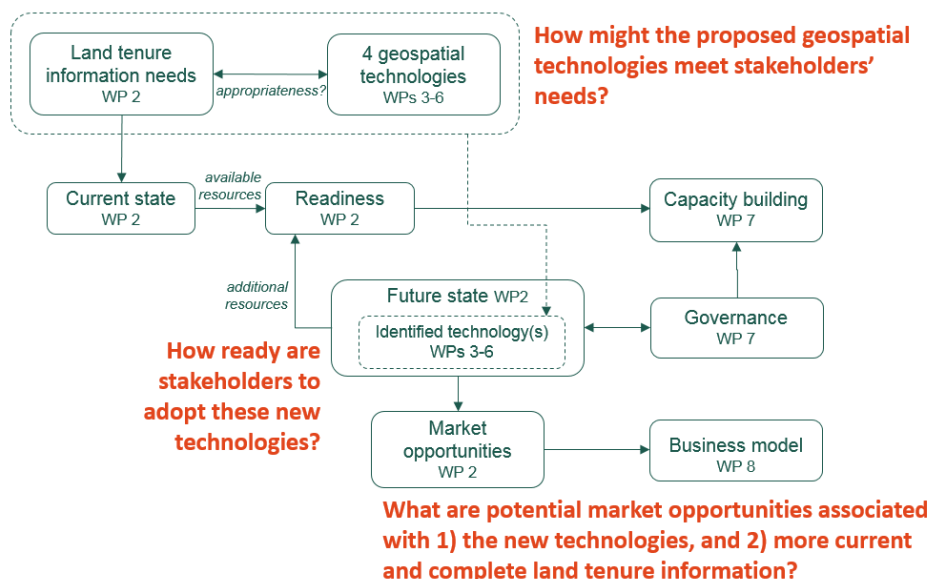 Land tenure
information needs
WP 2
appropriateness?
4 geospatial
technologies
WPs 3-6
How might the proposed geospatial
technologies meet stakeholders'
needs?
Current state
WP 2
available
resources
Readiness
WP 2
Capacity building
WP 7
additional
resources
Future state WP2
Identified technology(s)
WPs 3-6
Governance
WP 7
How ready are
stakeholders to
adopt these new
technologies?
Market
opportunities
WP 2
Business model
WP 8
What are potential market opportunities associated
with 1) the new technologies, and 2) more current
and complete land tenure information?